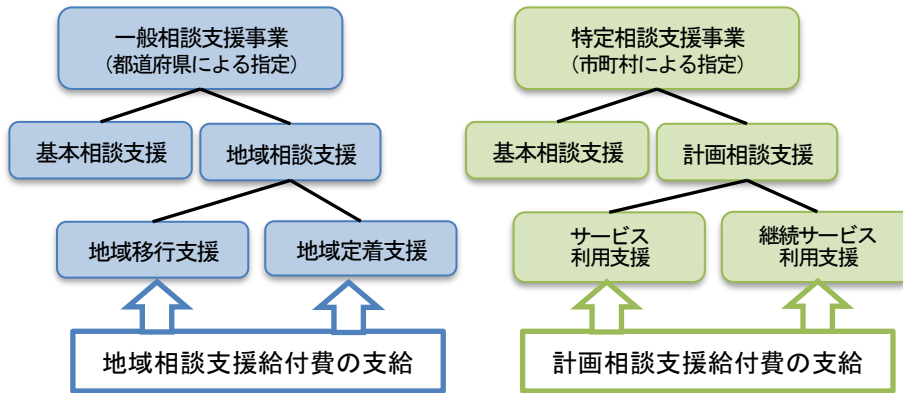 一般相談支援事業
（都道府県による指定）
基本相談支援
地域相談支援
地域移行支援
地域定着支援
地域相談支援給付費の支給
特定相談支援事業
（市町村による指定）
基本相談支援
計画相談支援
サービス
利用支援
継続サービス
利用支援
計画相談支援給付費の支給